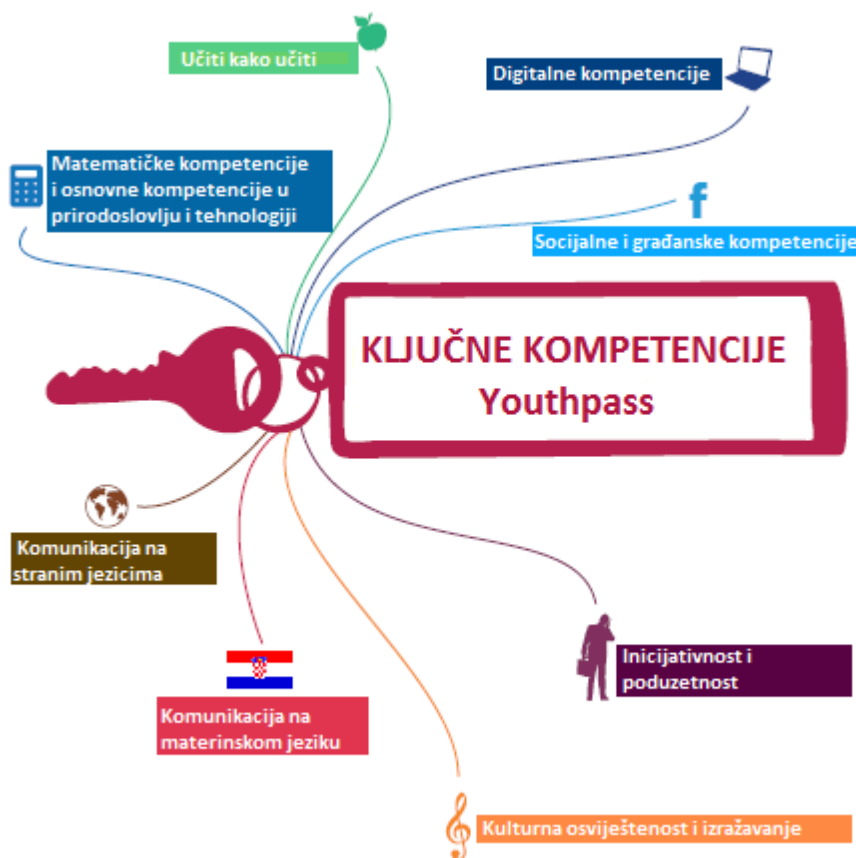 Učiti kako učiti
Digitalne kompetencije
Matematičke kompetencije
i osnovne kompetencije u
prirodoslovlju i tehnologiji
f
Socijalne i građanske kompetencije
KLJUČNE KOMPETENCIJE
Youthpass
Komunikacija na
stranim jezicima
Inicijativnost i
poduzetnost
Komunikacija na
materinskom jeziku
Kulturna osviještenost i izražavanje